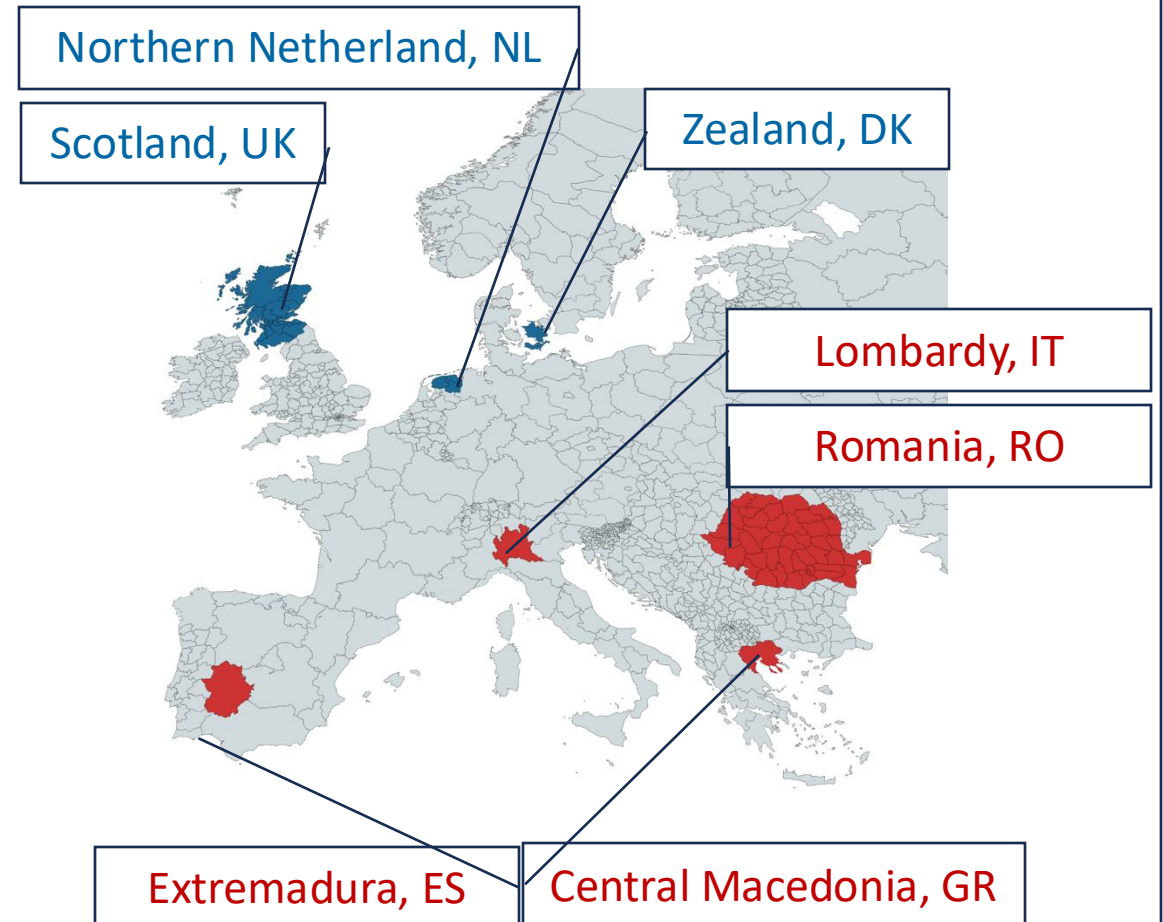 Northern Netherland, NL
Scotland, UK
Zealand, DK
Lombardy, IT
Romania, RO
Extremadura, ES
Central Macedonia, GR